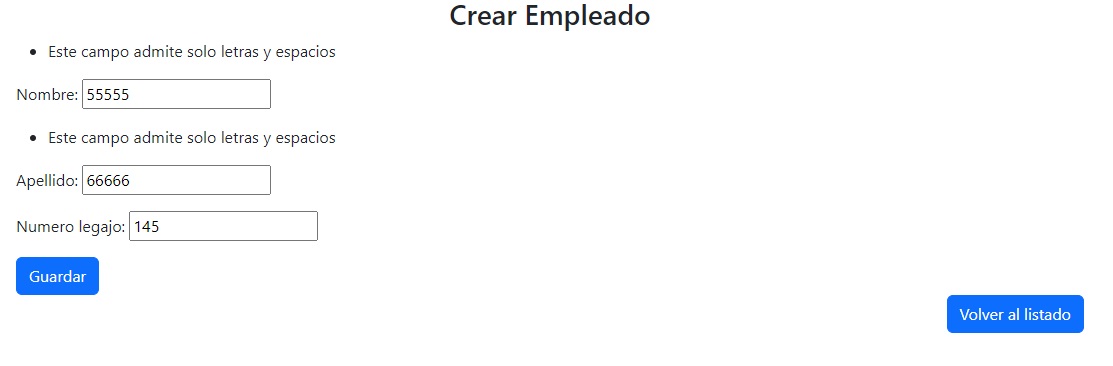 Crear Empleado
Este campo admite solo letras y espacios
Nombre: 55555
Este campo admite solo letras y espacios
Apellido: 66666
Numero legajo: 145
Guardar
Volver al listado